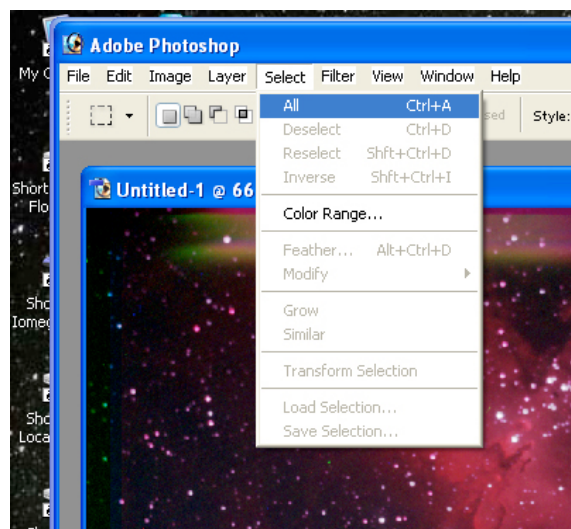 Adobe Photoshop
My C
File Edit Image Layer Select Filter View Window Help
All Ctrl+A
sed Style:
Deselect Ctrl+D
Reselect Shft+Ctrl+D
Inverse Shft+Ctrl+I
Short
Flo
Untitled-1 @ 66
Color Range...
Feather... Alt+Ctrl+D
Modify
Sho
Iomeg
Grow
Similar
Transform Selection
Load Selection...
Save Selection...
Sho
Loca